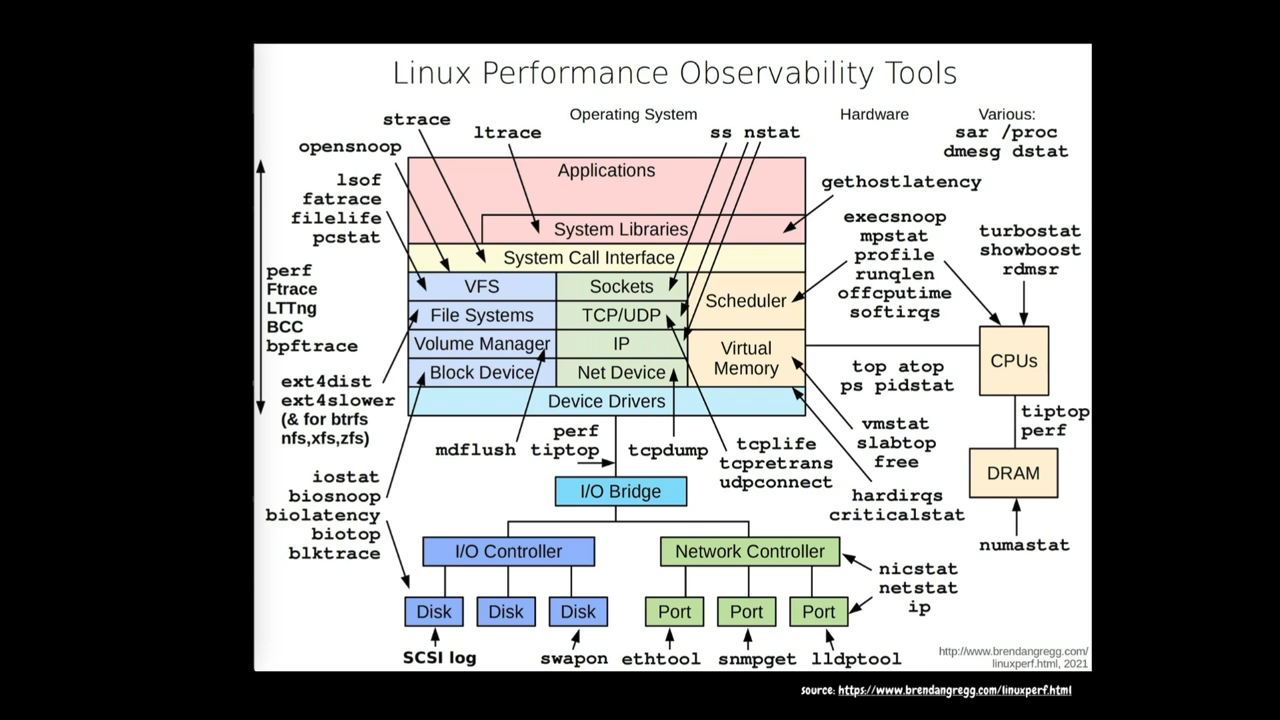 Linux Performance Observability Tools
Operating System
Hardware
Various:
sar /proc
dmesg dstat
strace
ltrace
ss nstat
opensnoop
lsof
fatrace
filelife
pcstat
gethostlatency
perf
Ftrace
LTTng
BCC
bpftrace
Applications
System Libraries
System Call Interface
VFS
Sockets
Scheduler
File Systems
TCP/UDP
Volume Manager
IP
Virtual
Memory
Block Device
Net Device
Device Drivers
execsnoop
mpstat
profile
runqlen
offcputime
softirqs
turbostat
showboost
rdmsr
CPUs
top atop
ps pidstat
tiptop
perf
DRAM
numastat
ext4dist
ext4slower
(& for btrfs
nfs,xfs,zfs)
mdflush
perf
tiptop
tcpdump
tcplife
tcpretrans
udpconnect
vmstat
slabtop
free
hardirqs
criticalstat
iostat
biosnoop
biolatency
biotop
blktrace
I/O Bridge
I/O Controller
Network Controller
nicstat
netstat
ip
Disk
Disk
Disk
Port
Port
Port
SCSI log
swapon
ethtool
snmpget
lldptool
http://www.brendangregg.com/
linuxperf.html, 2021
source: https://www.brendangregg.com/linuxperf.html